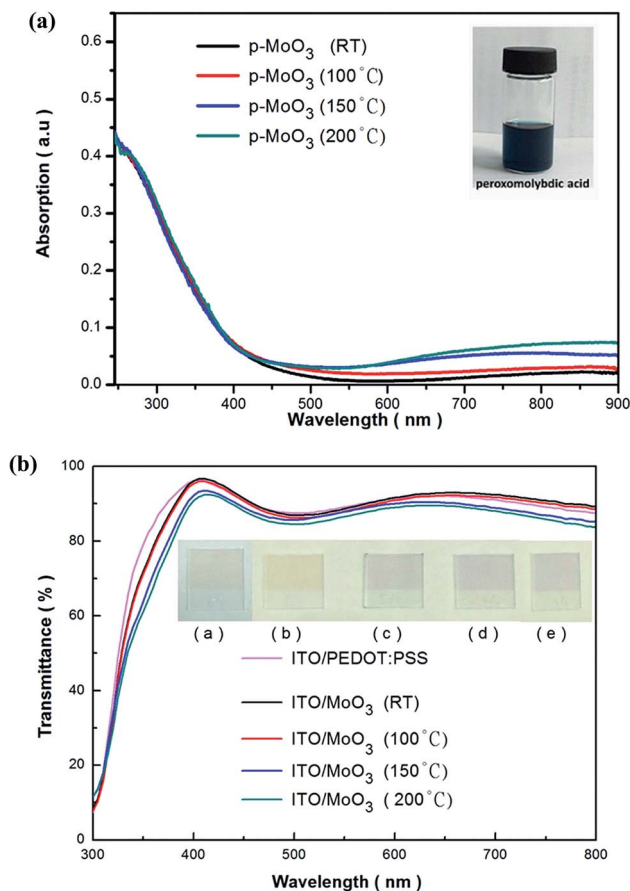 (a)
0.6
0.5
0.4
0.3
0.2
0.1
0.0
Absorption ( a.u )
p-MoO₃ (RT)
p-MoO₃ (100°C)
p-MoO₃ (150°C)
p-MoO₃ (200°C)
peroxomolybdic acid
300 400 500 600 700 800 900
Wavelength ( nm )
(b)
100
80
60
40
20
0
Transmittance ( % )
( a ) ( b ) ( c ) ( d ) ( e )
ITO/PEDOT:PSS
ITO/MoO₃ (RT)
ITO/MoO₃ (100°C)
ITO/MoO₃ (150°C)
ITO/MoO₃ ( 200°C)
300 400 500 600 700 800
Wavelength ( nm )